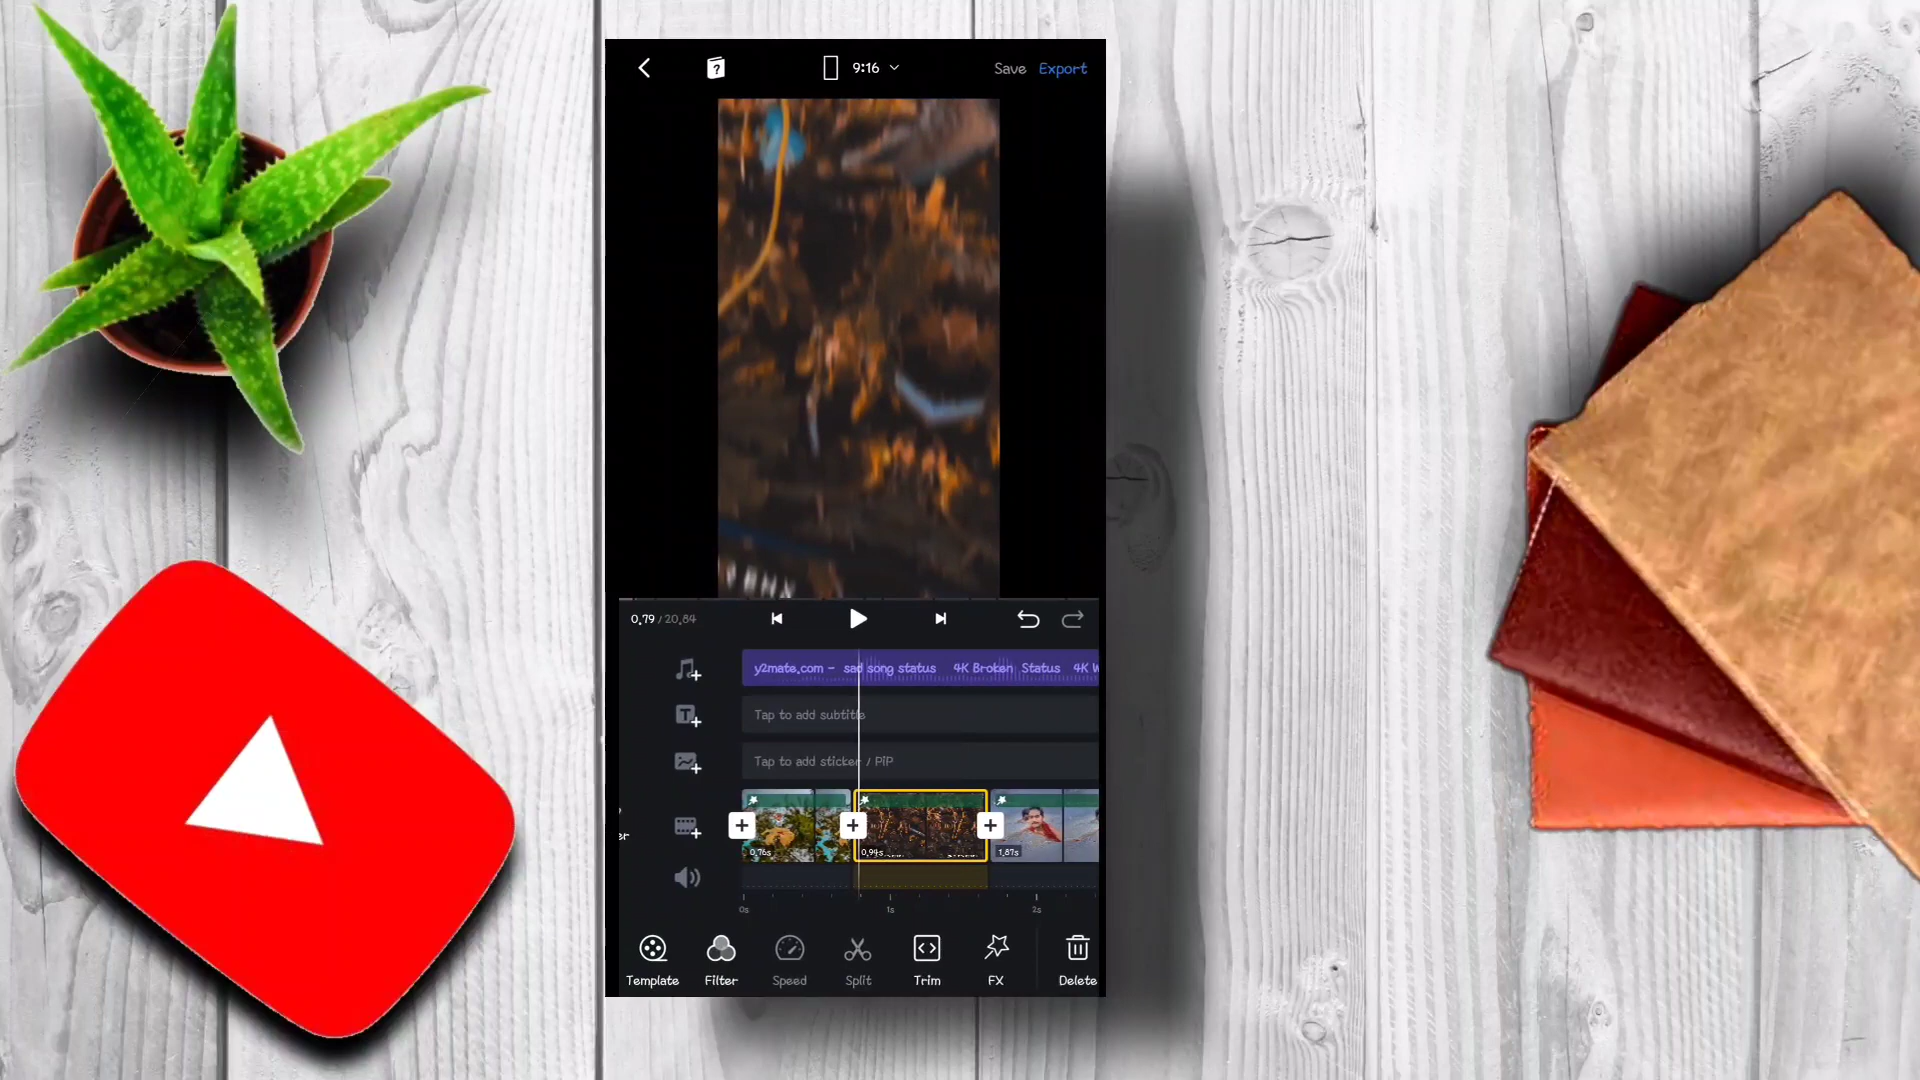 9:16
Save
Export
0.79 / 20.84
y2mate.com - sad song status 4K Broken Status 4K W
Tap to add subtitle
Tap to add sticker / PiP
0.76s
0.94s
1.87s
er
0s
1s
2s
Template
Filter
Speed
Split
Trim
FX
Delete